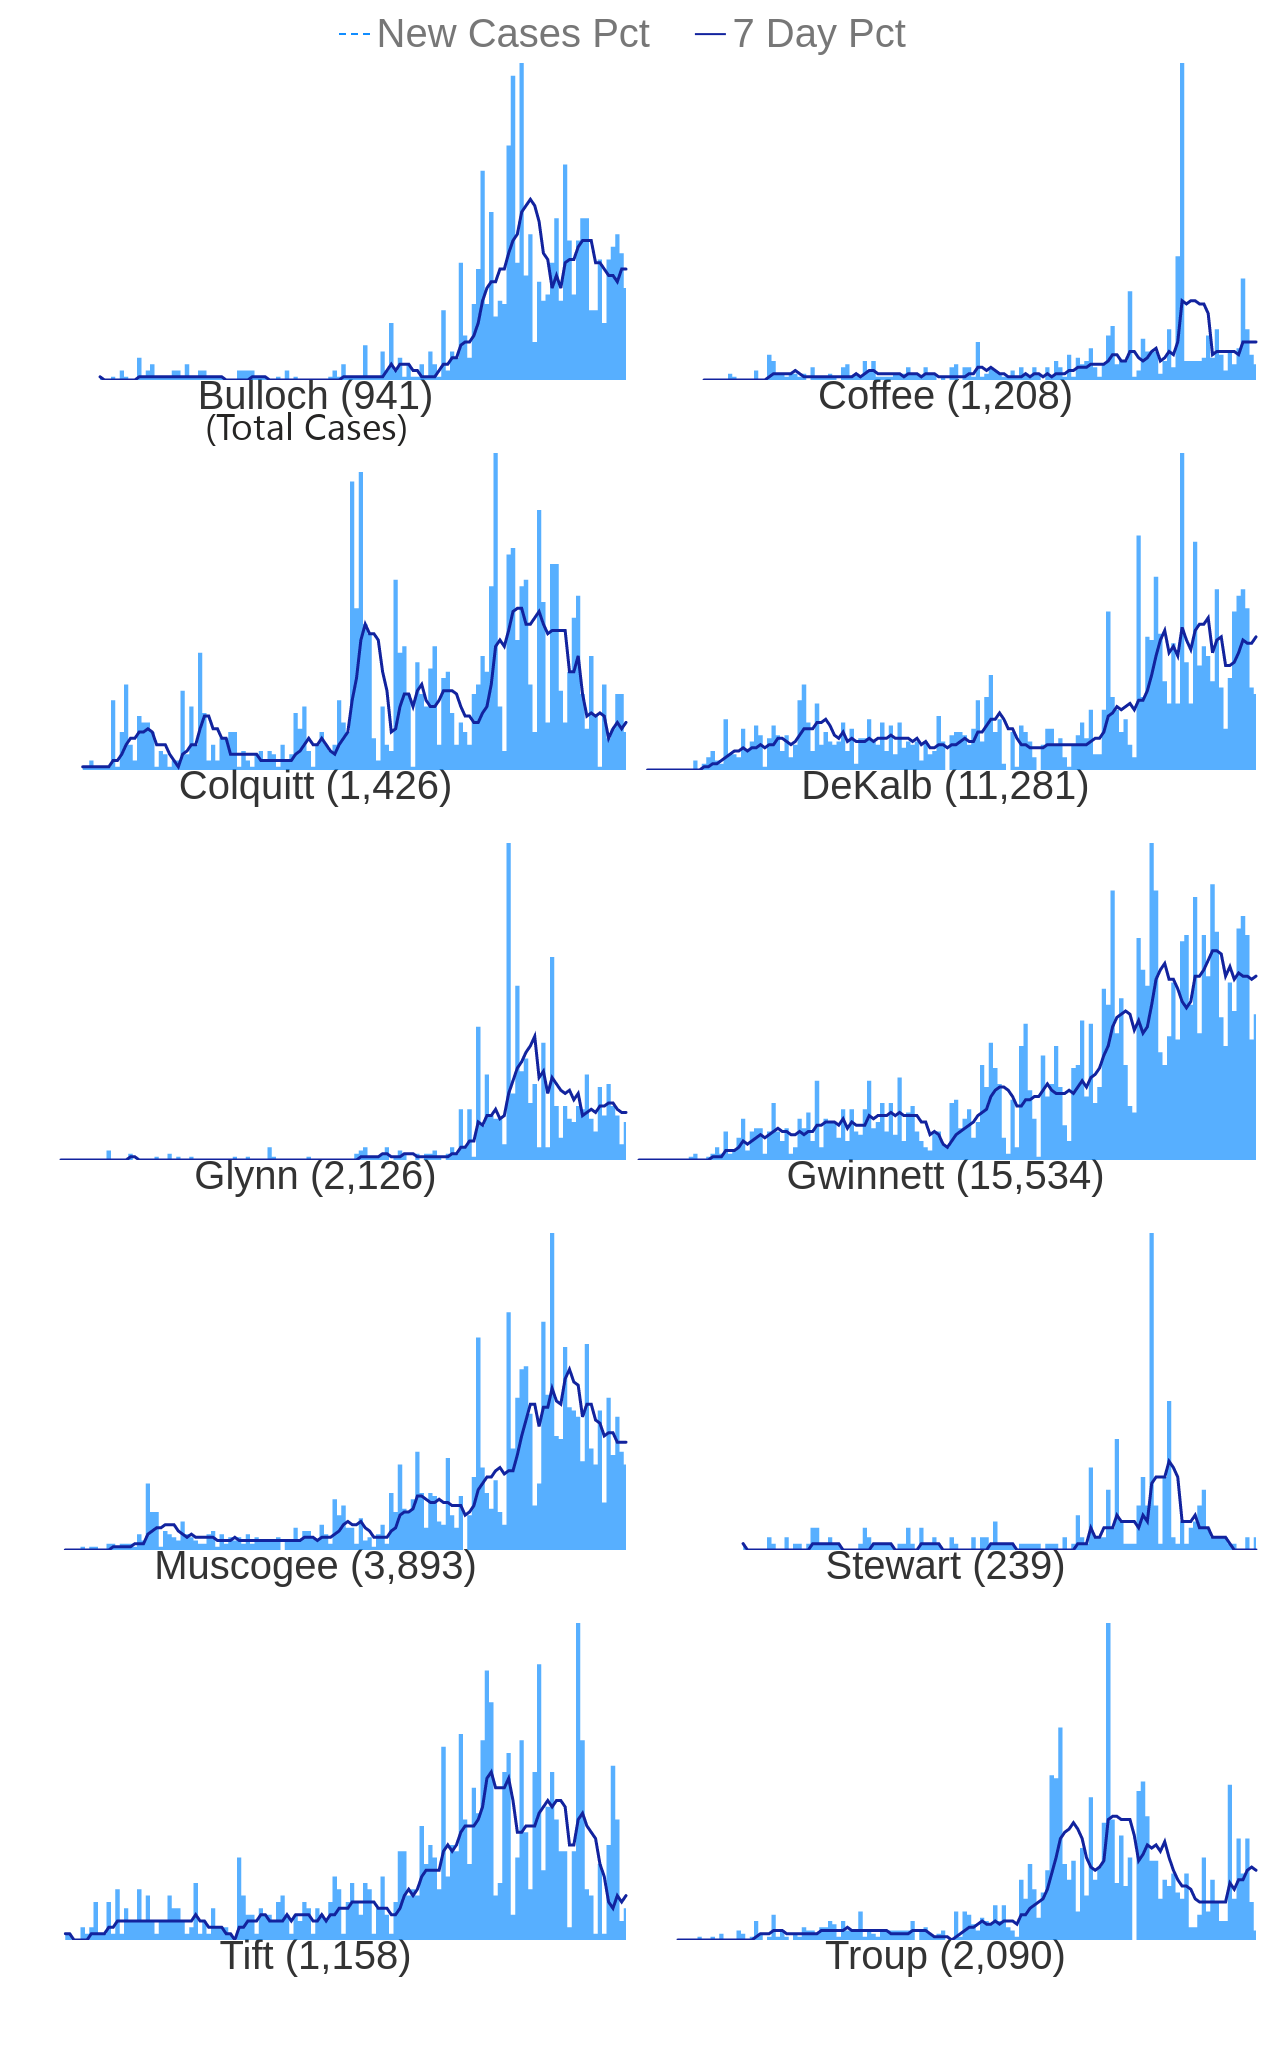 New Cases Pct 7 Day Pct
Bulloch (941)
(Total Cases)
Coffee (1,208)
Colquitt (1,426)
DeKalb (11,281)
Glynn (2,126)
Gwinnett (15,534)
Muscogee (3,893)
Stewart (239)
Tift (1,158)
Troup (2,090)